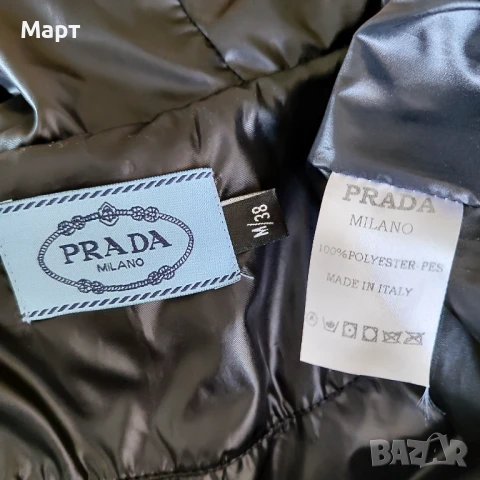 Март
PRADA
MILANO
M/38
PRADA
MILANO
100%POLYESTER PES
MADE IN ITALY
BAZAR